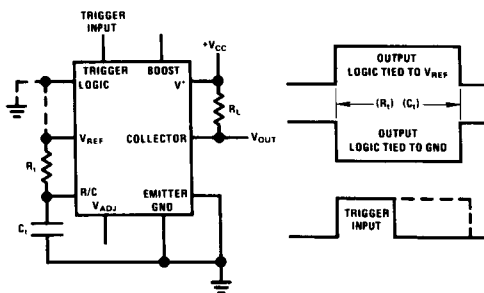 TRIGGER
INPUT
+VCC
TRIGGER
BOOST
LOGIC
V+
RL
VREF
COLLECTOR
VOUT
Rt
R/C
EMITTER
VADJ
GND
Ct
OUTPUT
LOGIC TIED TO VREF
(Rt) (Ct)
OUTPUT
LOGIC TIED TO GND
TRIGGER
INPUT